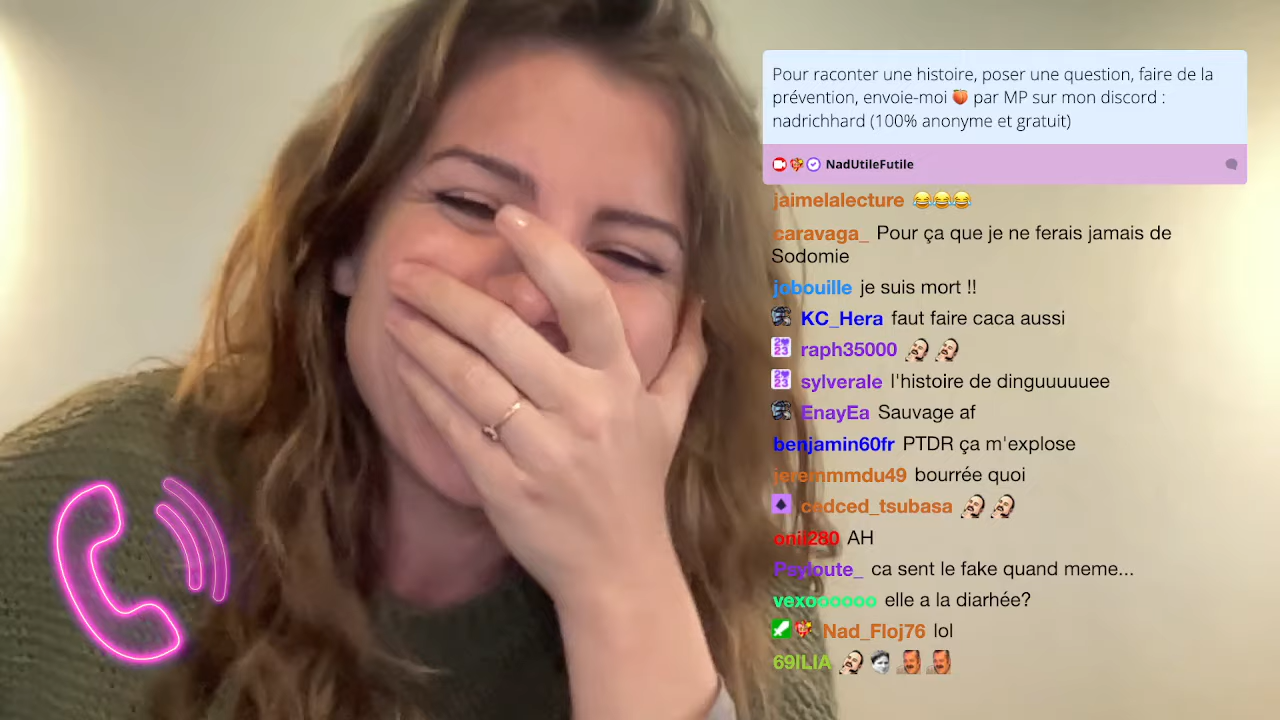 Pour raconter une histoire, poser une question, faire de la
prévention, envoie-moi 🍑 par MP sur mon discord :
nadrichhard (100% anonyme et gratuit)
NadUtileFutile
jaimelalecture 😂😂😂
caravaga_ Pour ça que je ne ferais jamais de
Sodomie
jobouille je suis mort !!
KC_Hera faut faire caca aussi
2 23 raph35000
2 23 sylverale l'histoire de dinguuuuuee
EnayEa Sauvage af
benjamin60fr PTDR ça m'explose
jeremmmdu49 bourrée quoi
cedced_tsubasa
onil280 AH
Psyloute_ ca sent le fake quand meme...
vexoooooo elle a la diarhée?
Nad_Floj76 lol
69ILIA